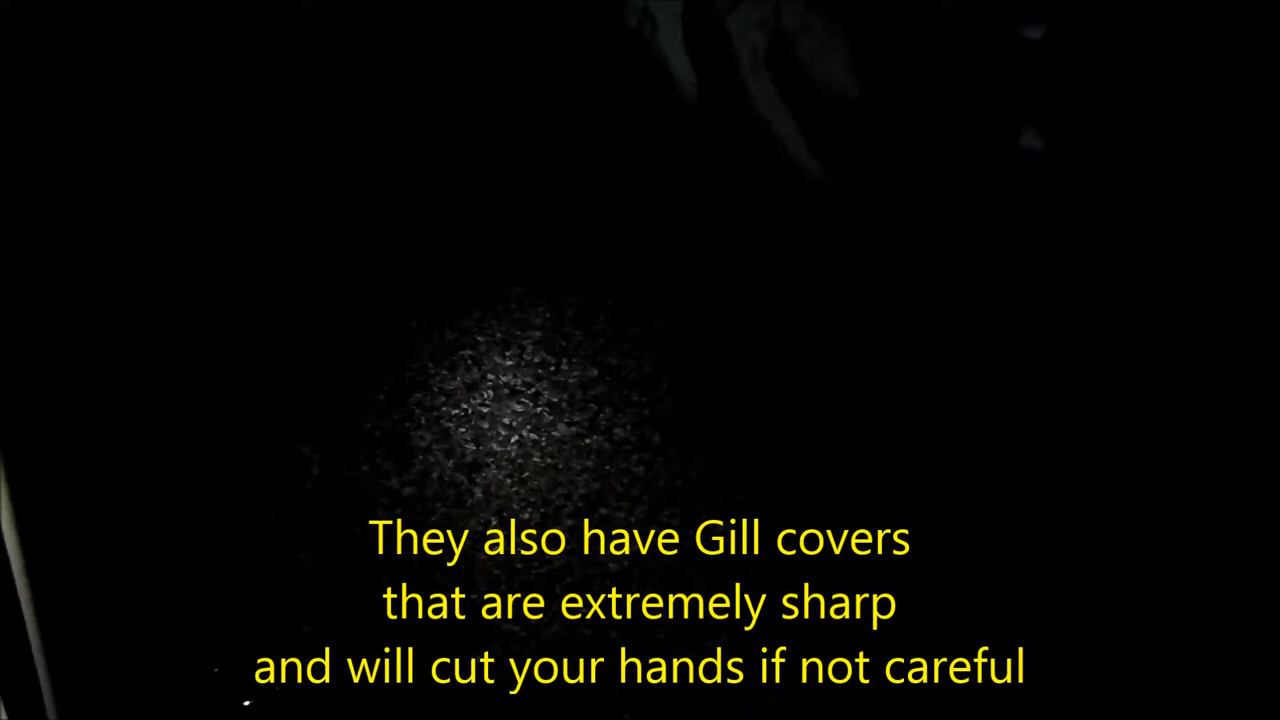 They also have Gill covers
that are extremely sharp
and will cut your hands if not careful